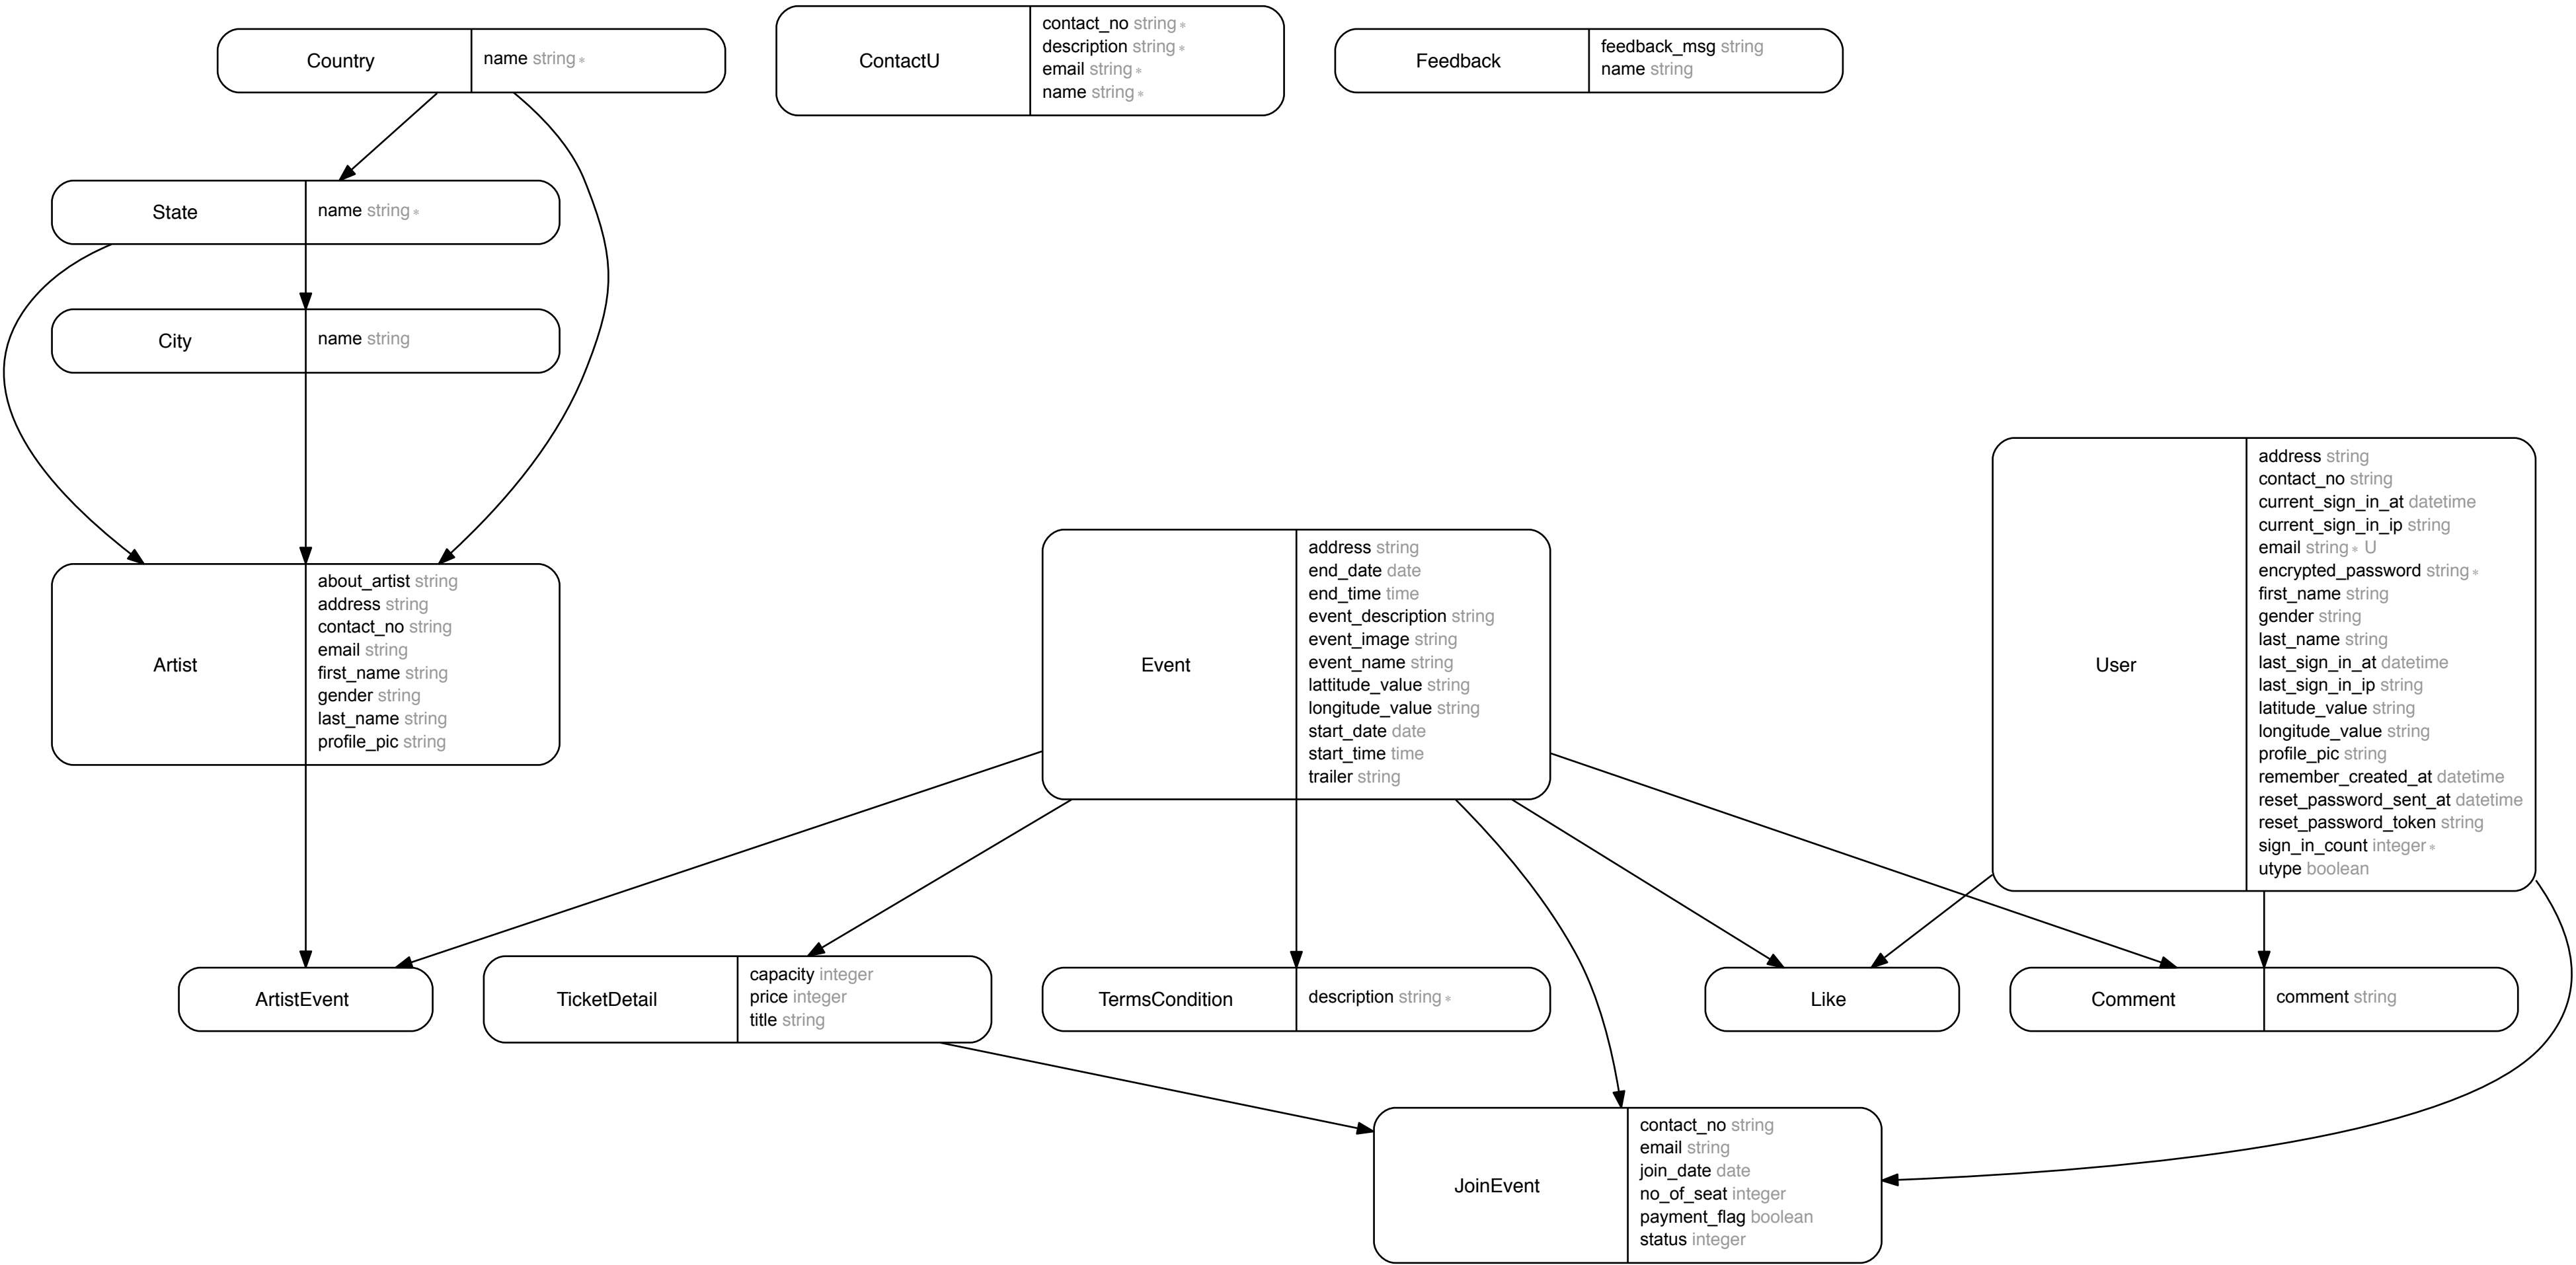 Country
name string*
ContactU
contact_no string*
description string*
email string*
name string*
Feedback
feedback_msg string
name string
State
name string*
City
name string
Artist
about_artist string
address string
contact_no string
email string
first_name string
gender string
last_name string
profile_pic string
Event
address string
end_date date
end_time time
event_description string
event_image string
event_name string
lattitude_value string
longitude_value string
start_date date
start_time time
trailer string
User
address string
contact_no string
current_sign_in_at datetime
current_sign_in_ip string
email string* U
encrypted_password string*
first_name string
gender string
last_name string
last_sign_in_at datetime
last_sign_in_ip string
latitude_value string
longitude_value string
profile_pic string
remember_created_at datetime
reset_password_sent_at datetime
reset_password_token string
sign_in_count integer*
utype boolean
ArtistEvent
TicketDetail
capacity integer
price integer
title string
TermsCondition
description string*
Like
Comment
comment string
JoinEvent
contact_no string
email string
join_date date
no_of_seat integer
payment_flag boolean
status integer